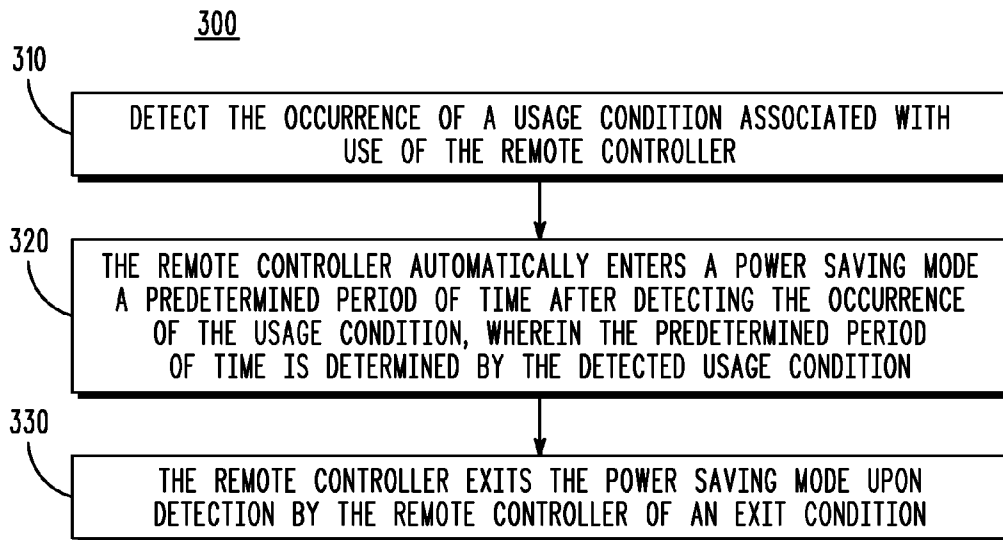 300
310
DETECT THE OCCURRENCE OF A USAGE CONDITION ASSOCIATED WITH
USE OF THE REMOTE CONTROLLER
320
THE REMOTE CONTROLLER AUTOMATICALLY ENTERS A POWER SAVING MODE
A PREDETERMINED PERIOD OF TIME AFTER DETECTING THE OCCURRENCE
OF THE USAGE CONDITION, WHEREIN THE PREDETERMINED PERIOD
OF TIME IS DETERMINED BY THE DETECTED USAGE CONDITION
330
THE REMOTE CONTROLLER EXITS THE POWER SAVING MODE UPON
DETECTION BY THE REMOTE CONTROLLER OF AN EXIT CONDITION